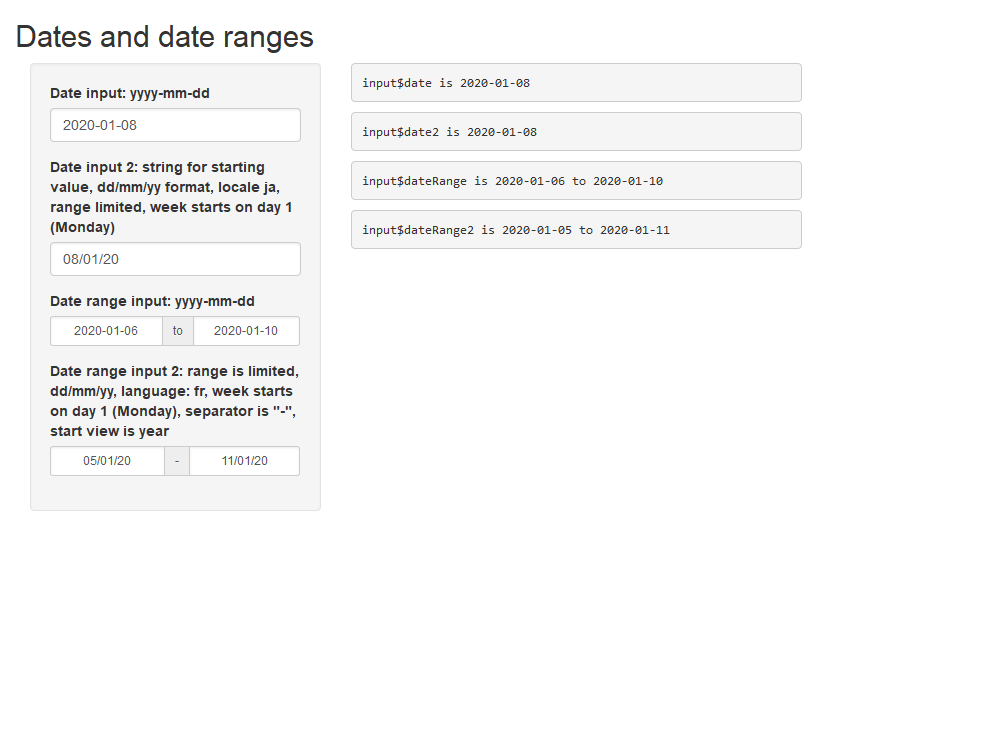 Dates and date ranges
Date input: yyyy-mm-dd
2020-01-08
Date input 2: string for starting
value, dd/mm/yy format, locale ja,
range limited, week starts on day 1
(Monday)
08/01/20
Date range input: yyyy-mm-dd
2020-01-06 to 2020-01-10
Date range input 2: range is limited,
dd/mm/yy, language: fr, week starts
on day 1 (Monday), separator is "-",
start view is year
05/01/20 - 11/01/20
input$date is 2020-01-08
input$date2 is 2020-01-08
input$dateRange is 2020-01-06 to 2020-01-10
input$dateRange2 is 2020-01-05 to 2020-01-11